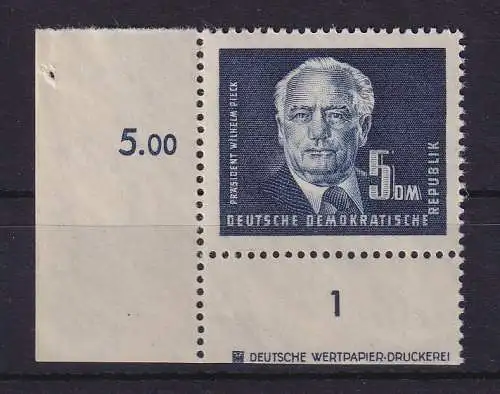 5.00
PRÄSIDENT WILHELM PIECK
5 DM
DEUTSCHE DEMOKRATISCHE
REPUBLIK
1
DEUTSCHE WERTPAPIER-DRUCKEREI